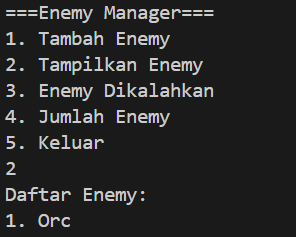 ===Enemy Manager===
1. Tambah Enemy
2. Tampilkan Enemy
3. Enemy Dikalahkan
4. Jumlah Enemy
5. Keluar
2
Daftar Enemy:
1. Orc